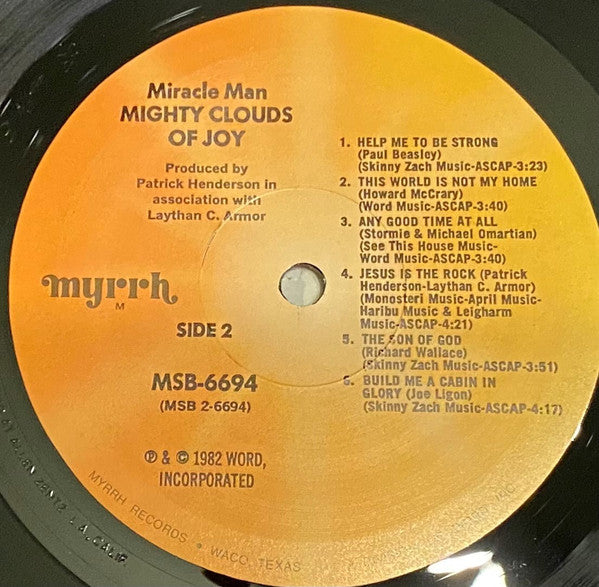 Miracle Man
MIGHTY CLOUDS
OF JOY
Produced by
Patrick Henderson in
association with
Laythan C. Armor
myrrh
M
SIDE 2
MSB-6694
(MSB 2-6694)
℗ & © 1982 WORD,
INCORPORATED
1. HELP ME TO BE STRONG
(Paul Beasley)
(Skinny Zach Music-ASCAP-3:23)
2. THIS WORLD IS NOT MY HOME
(Howard McCrary)
(Word Music-ASCAP-3:40)
3. ANY GOOD TIME AT ALL
(Stormie & Michael Omartian)
(See This House Music-
Word Music-ASCAP-3:40)
4. JESUS IS THE ROCK (Patrick
Henderson-Laythan C. Armor)
(Monosteri Music-April Music-
Haribu Music & Leigharm
Music-ASCAP-4:21)
5. THE SON OF GOD
(Richard Wallace)
(Skinny Zach Music-ASCAP-3:51)
6. BUILD ME A CABIN IN
GLORY (Joe Ligon)
(Skinny Zach Music-ASCAP-4:17)
MYRRH RECORDS • WACO, TEXAS